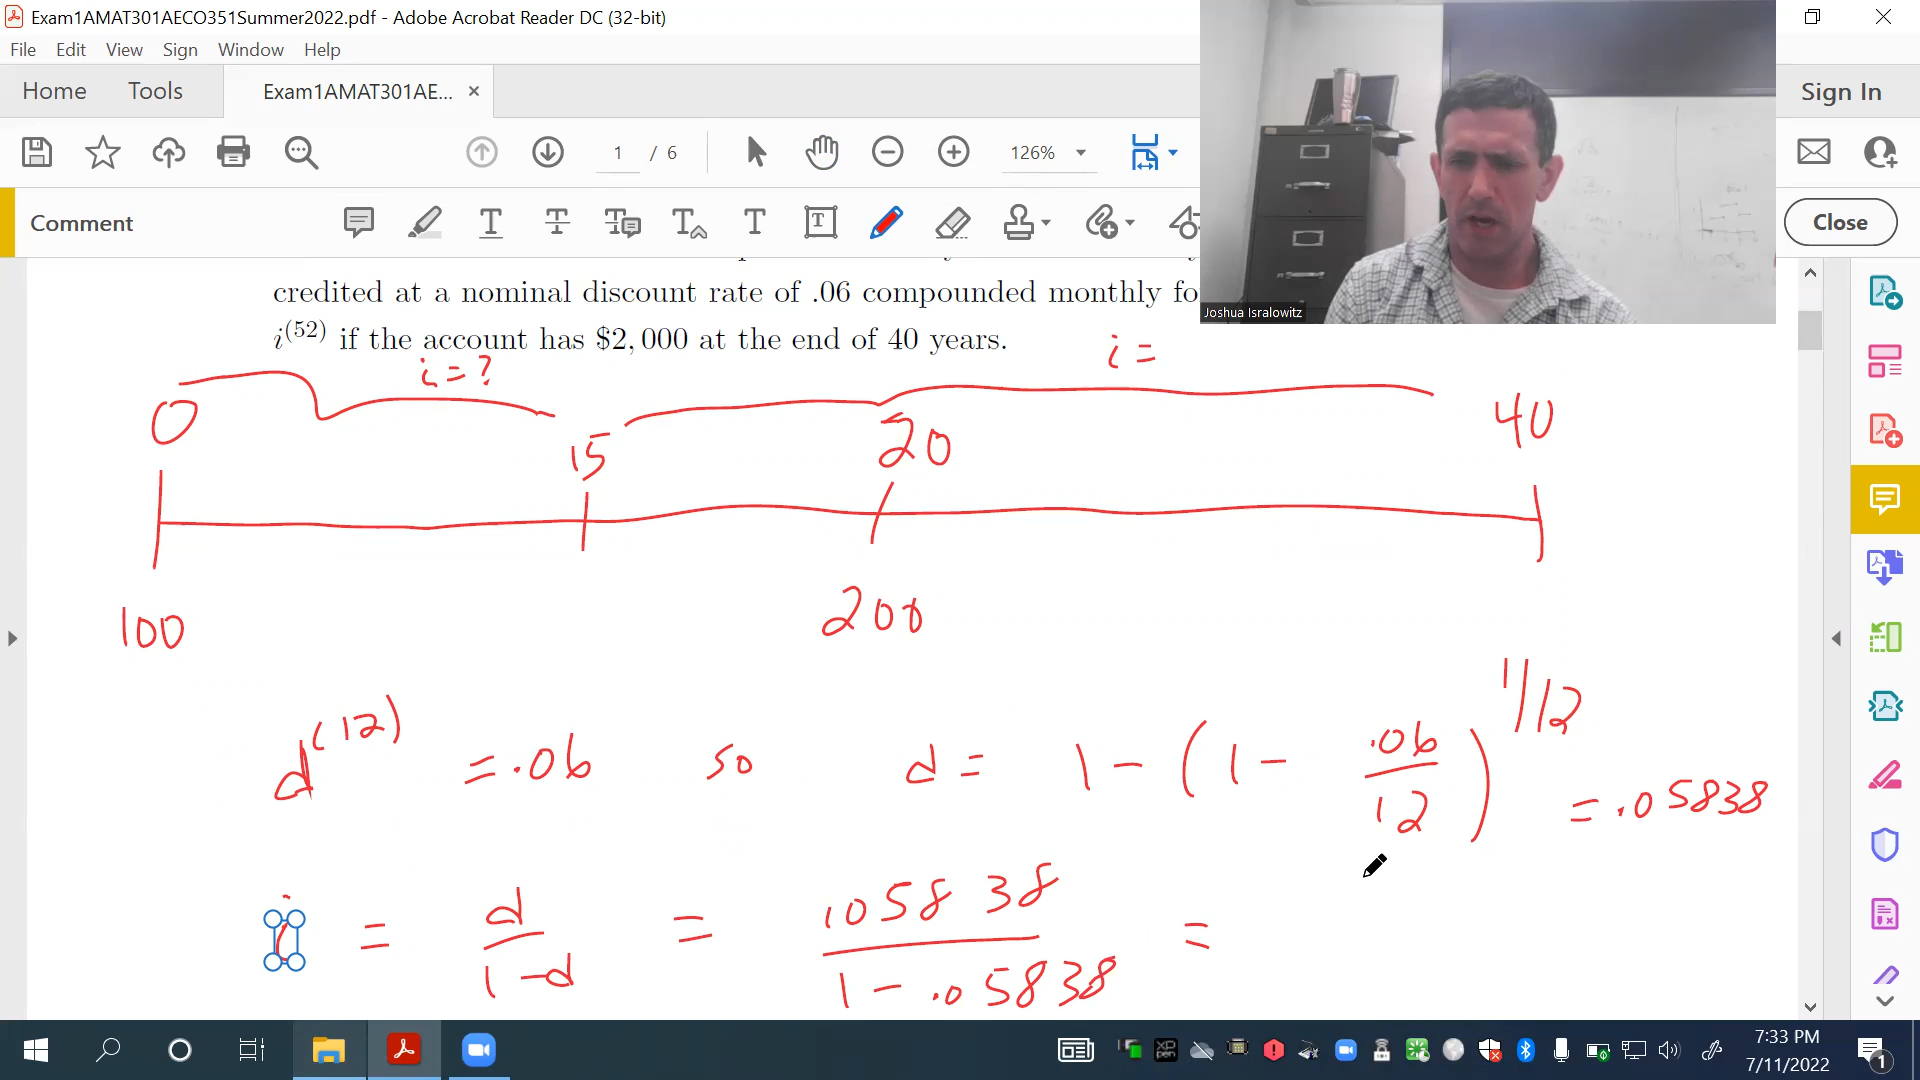 Exam1AMAT301AECO351Summer2022.pdf - Adobe Acrobat Reader DC (32-bit)
File Edit View Sign Window Help
Home Tools Exam1AMAT301AE... × Sign In
1 / 6 126%
Comment Close
credited at a nominal discount rate of .06 compounded monthly fo
i^(52) if the account has $2,000 at the end of 40 years.
Joshua Isralowitz
i = ? i =
0 15 20 40
100 200
d^(12) = .06 so d = 1 - (1 - .06/12)^1/12 = .05838
i = d/1-d = .05838/1-.05838 =
7:33 PM
7/11/2022
1